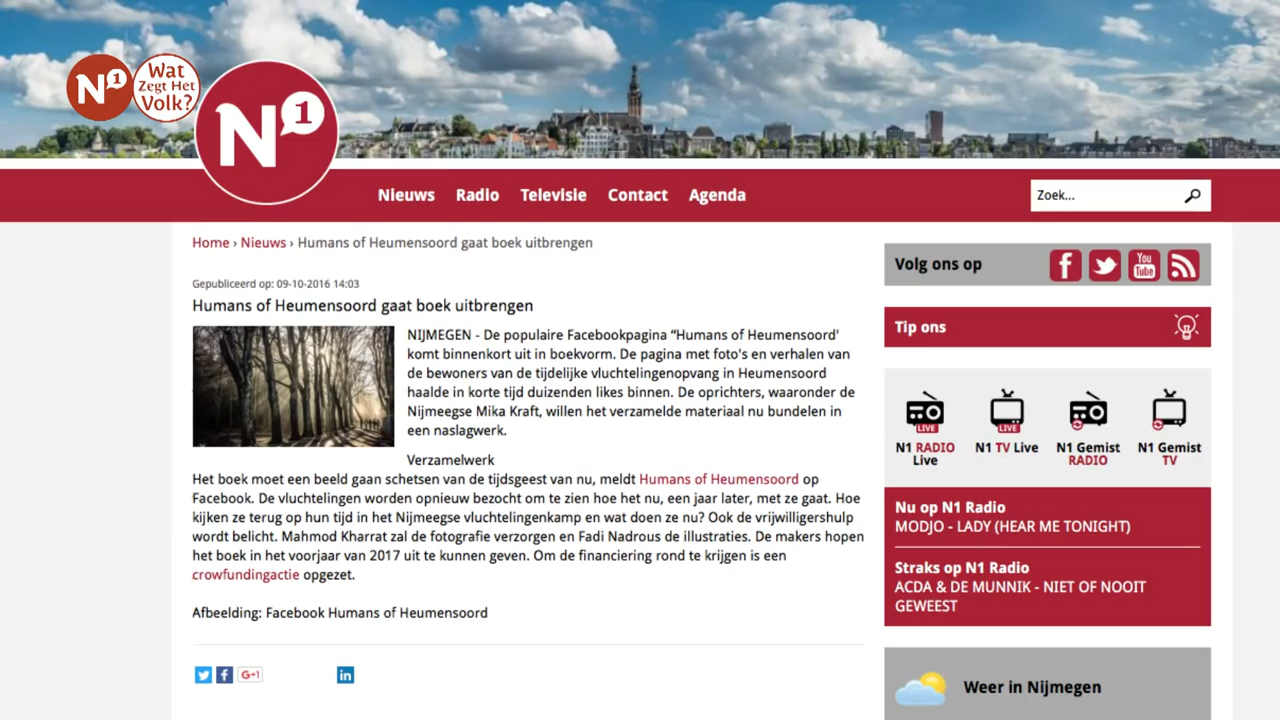 N1
Wat
Zegt Het
Volk?
N1
Nieuws Radio Televisie Contact Agenda
Zoek...
Home › Nieuws › Humans of Heumensoord gaat boek uitbrengen
Gepubliceerd op: 09-10-2016 14:03
Humans of Heumensoord gaat boek uitbrengen
NIJMEGEN - De populaire Facebookpagina “Humans of Heumensoord'
komt binnenkort uit in boekvorm. De pagina met foto's en verhalen van
de bewoners van de tijdelijke vluchtelingenopvang in Heumensoord
haalde in korte tijd duizenden likes binnen. De oprichters, waaronder de
Nijmeegse Mika Kraft, willen het verzamelde materiaal nu bundelen in
een naslagwerk.
Verzamelwerk
Het boek moet een beeld gaan schetsen van de tijdsgeest van nu, meldt Humans of Heumensoord op
Facebook. De vluchtelingen worden opnieuw bezocht om te zien hoe het nu, een jaar later, met ze gaat. Hoe
kijken ze terug op hun tijd in het Nijmeegse vluchtelingenkamp en wat doen ze nu? Ook de vrijwilligershulp
wordt belicht. Mahmod Kharrat zal de fotografie verzorgen en Fadi Nadrous de illustraties. De makers hopen
het boek in het voorjaar van 2017 uit te kunnen geven. Om de financiering rond te krijgen is een
crowfundingactie opgezet.
Afbeelding: Facebook Humans of Heumensoord
G+1
in
Volg ons op
You
Tube
Tip ons
LIVE
LIVE
N1 RADIO
Live
N1 TV Live
N1 Gemist
RADIO
N1 Gemist
TV
Nu op N1 Radio
MODJO - LADY (HEAR ME TONIGHT)
Straks op N1 Radio
ACDA & DE MUNNIK - NIET OF NOOIT
GEWEEST
Weer in Nijmegen